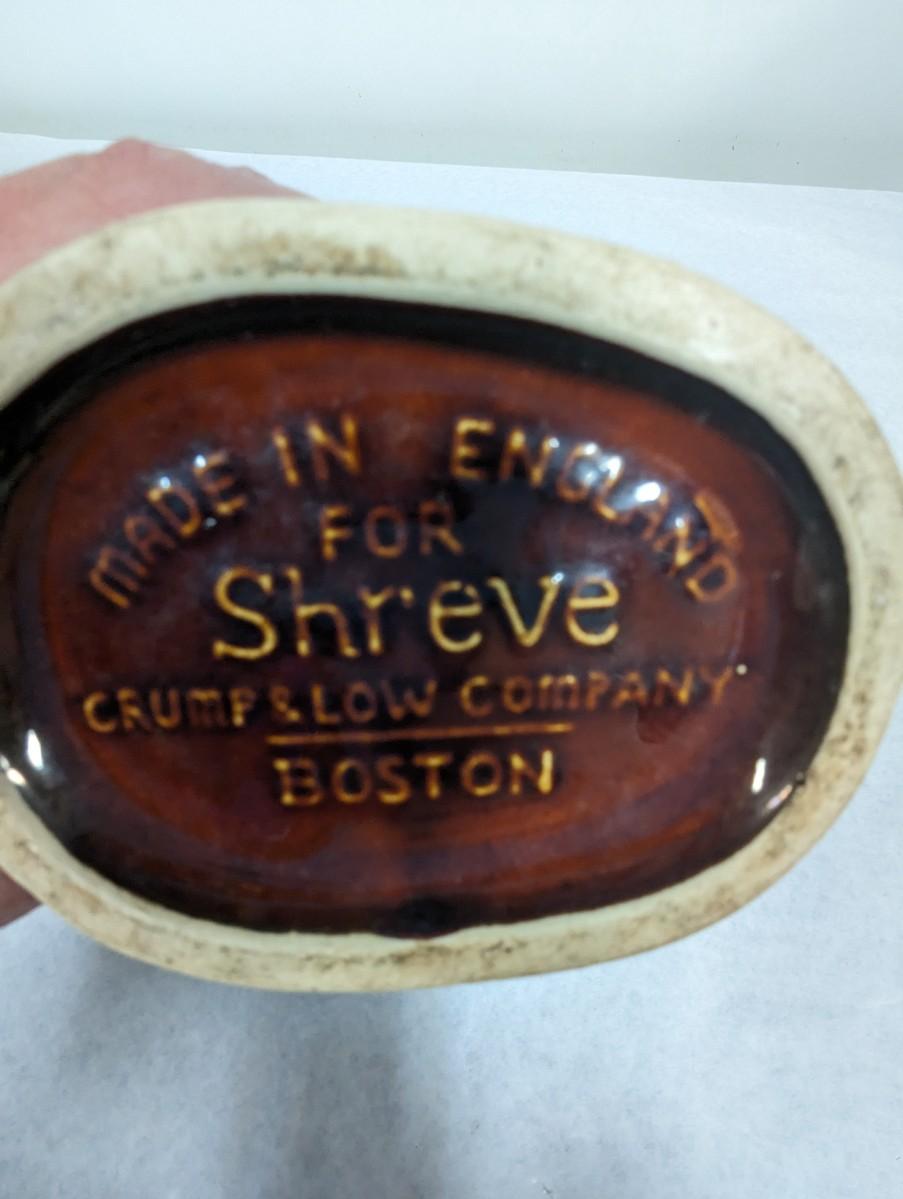 MADE IN ENGLAND
FOR
Shreve
CRUMP & LOW COMPANY
BOSTON